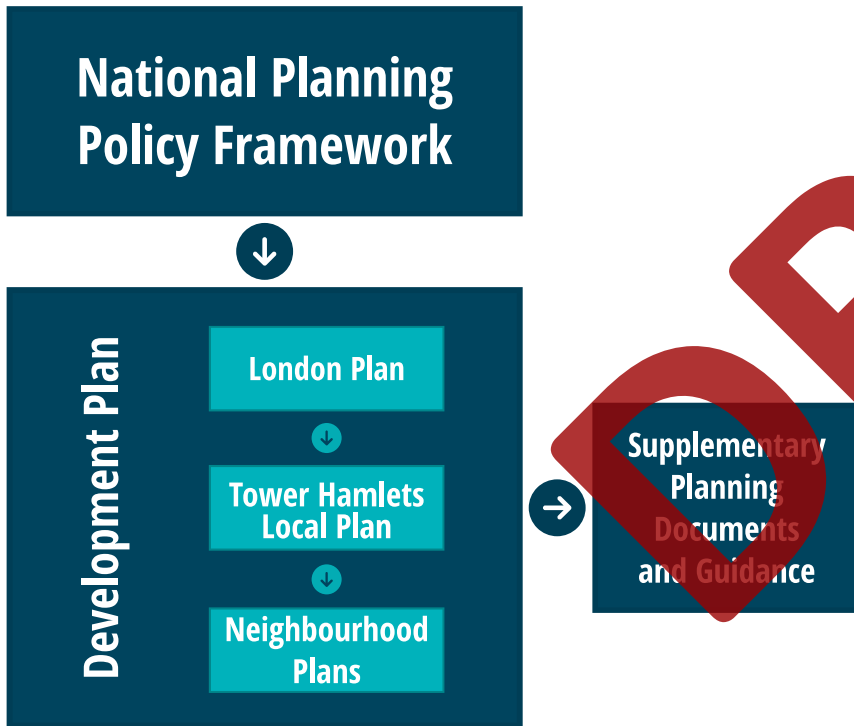 National Planning
Policy Framework
Development Plan
London Plan
Tower Hamlets
Local Plan
Neighbourhood
Plans
Supplementary
Planning
Documents
and Guidance